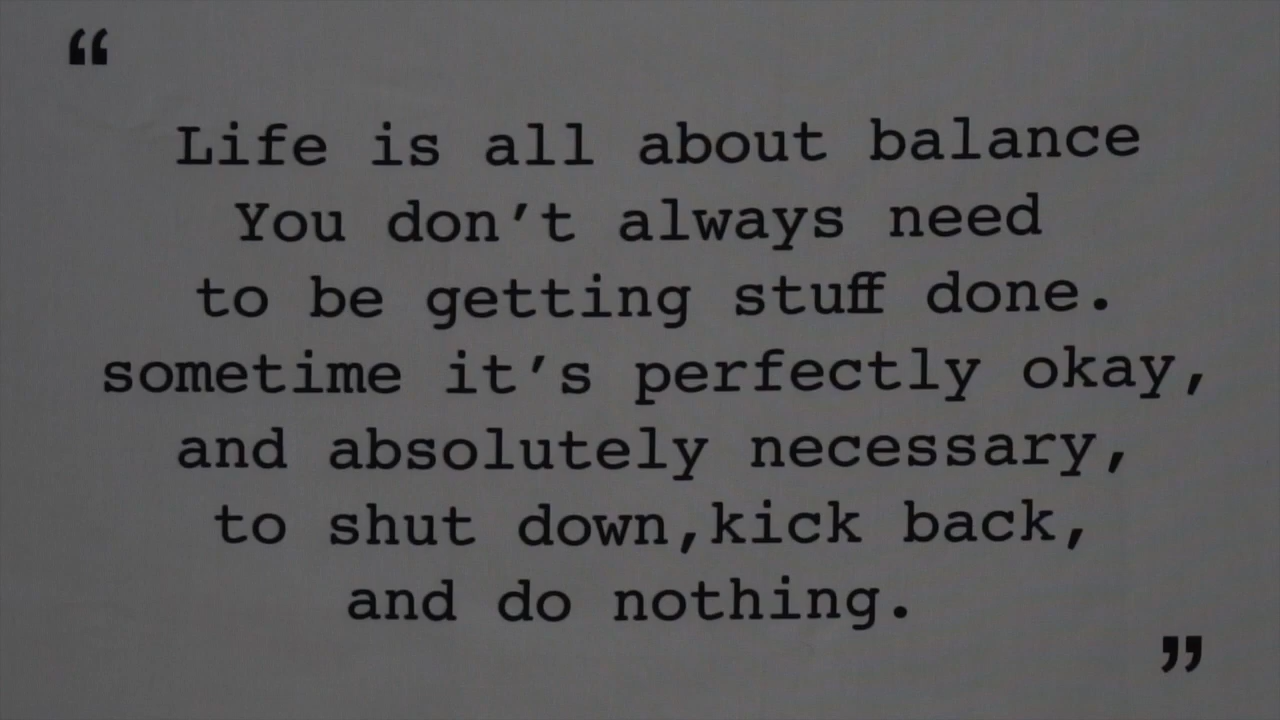 “
Life is all about balance
You don’t always need
to be getting stuff done.
sometime it’s perfectly okay,
and absolutely necessary,
to shut down,kick back,
and do nothing.
”